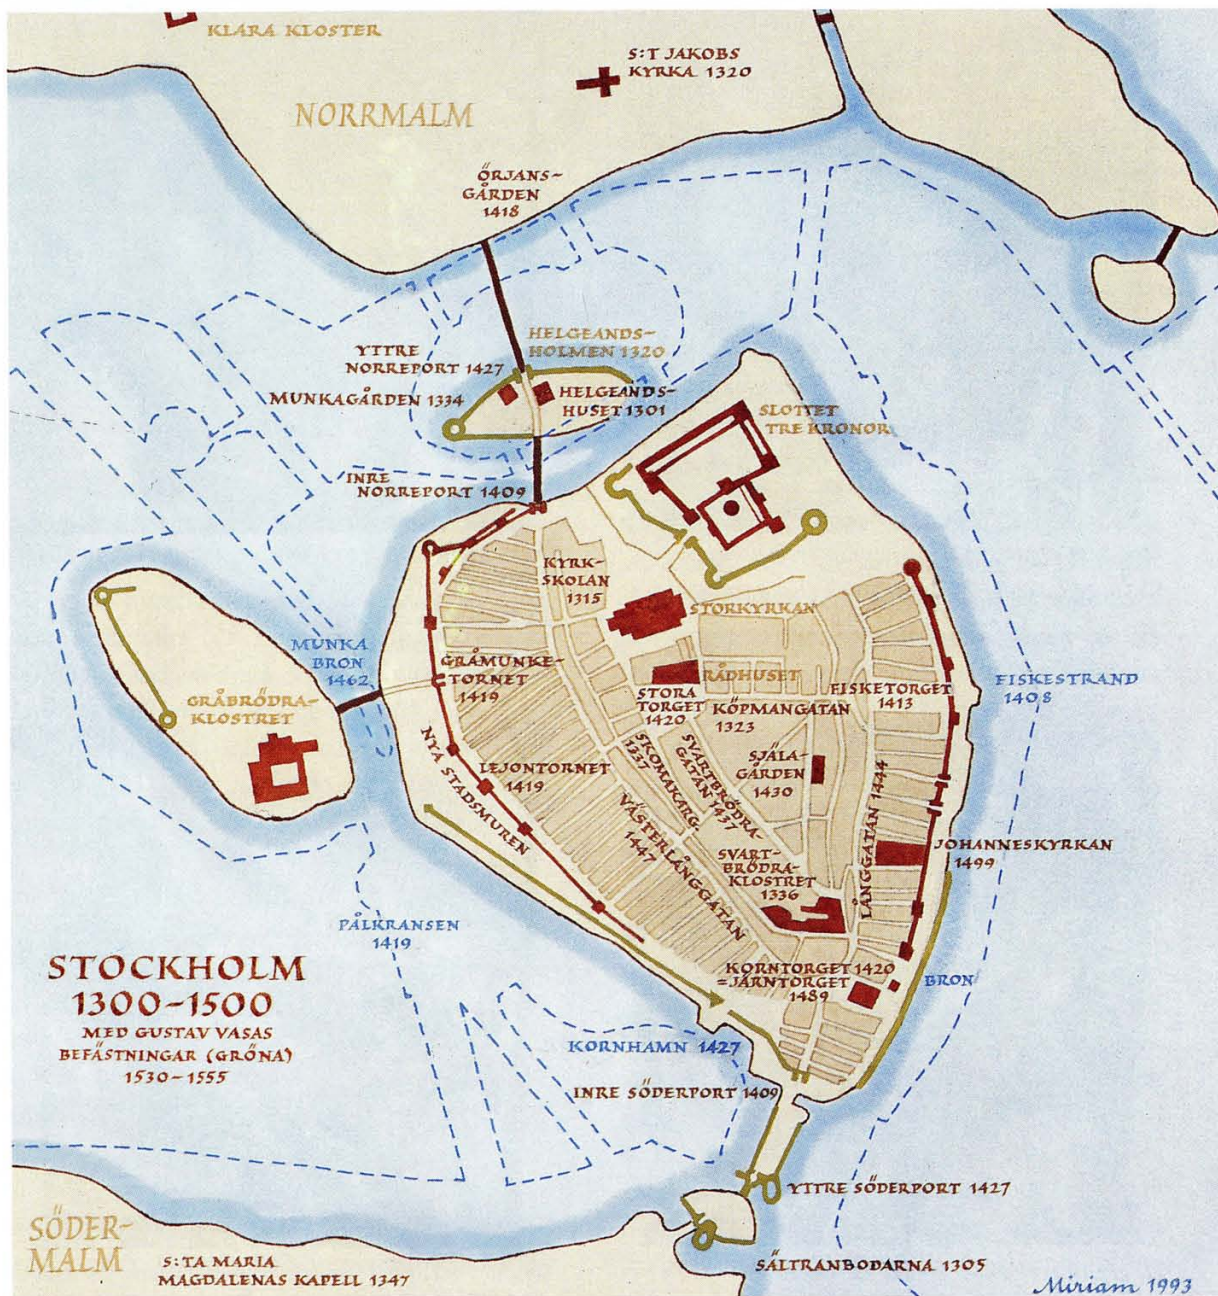 KLARA KLOSTER
S:T JAKOBS
KYRKA 1320
NORRMALM
ÖRJANS-
GÅRDEN
1418
HELGEANDS-
HOLMEN 1320
YTTRE
NORREPORT 1427
MUNKAGÅRDEN 1334
HELGEANDS-
HUSET 1301
SLOTTET
TRE KRONOR
INRE
NORREPORT 1409
KYRK-
SKOLAN
1315
STORKYRKAN
MUNKA
BRON
1462
GRÅMUNKE-
TORNET
1419
RÅDHUSET
STORA
TORGET
1420
KÖPMANGATAN
1323
FISKETORGET
1413
FISKESTRAND
1408
GRÅBRÖDRA-
KLOSTRET
NYA STADSMUREN
LEJONTORNET
1419
SKOMAKARG.
1337
SVARTBRÖDRA-
GATAN 1437
SJÄLA-
GÅRDEN
1430
LÅNGGATAN 1444
VÄSTERLÅNGGATAN
1447
SVART-
BRÖDRA-
KLOSTRET
1336
JOHANNESKYRKAN
1499
PÅLKRANSEN
1419
STOCKHOLM
1300-1500
MED GUSTAV VASAS
BEFÄSTNINGAR (GRÖNA)
1530-1555
KORNTORGET 1420
=JÄRNTORGET
1489
BRON
KORNHAMN 1427
INRE SÖDERPORT 1409
YTTRE SÖDERPORT 1427
SÖDER-
MALM
S:TA MARIA
MAGDALENAS KAPELL 1347
SÄLTRANBODARNA 1305
Miriam 1993